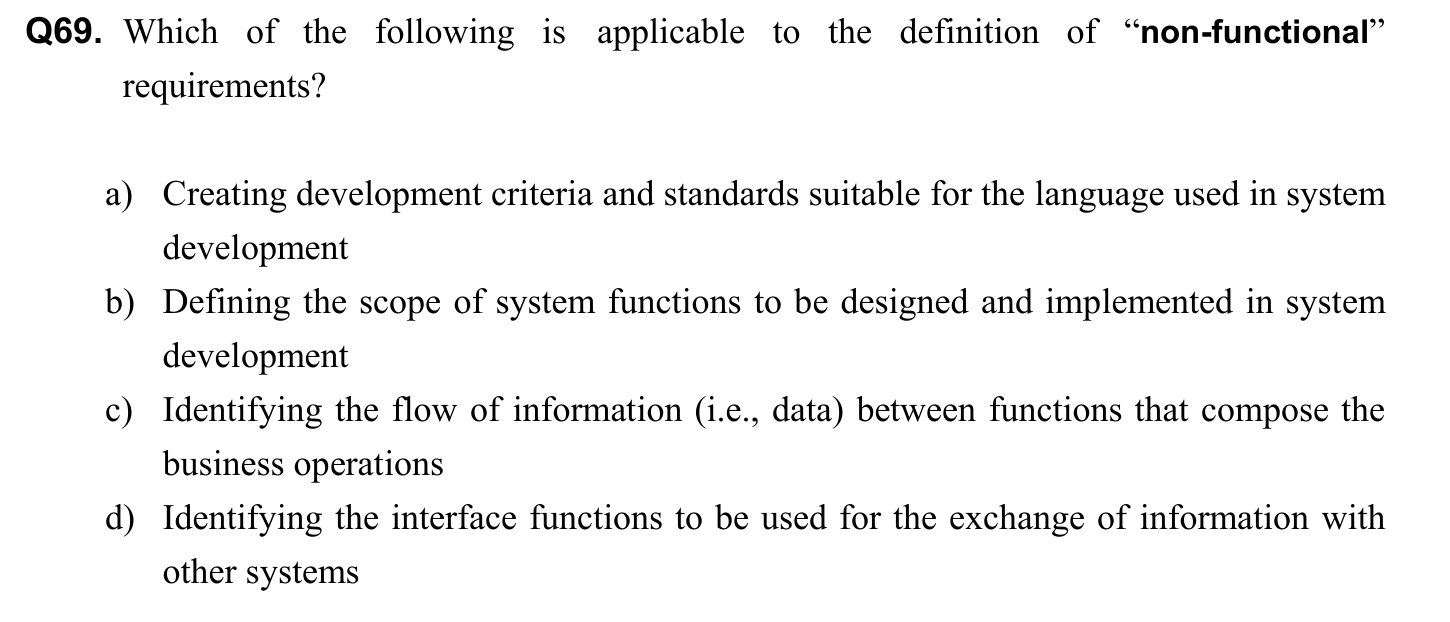 Q69. Which of the following is applicable to the definition of “non-functional”
requirements?
a) Creating development criteria and standards suitable for the language used in system
development
b) Defining the scope of system functions to be designed and implemented in system
development
c) Identifying the flow of information (i.e., data) between functions that compose the
business operations
d) Identifying the interface functions to be used for the exchange of information with
other systems